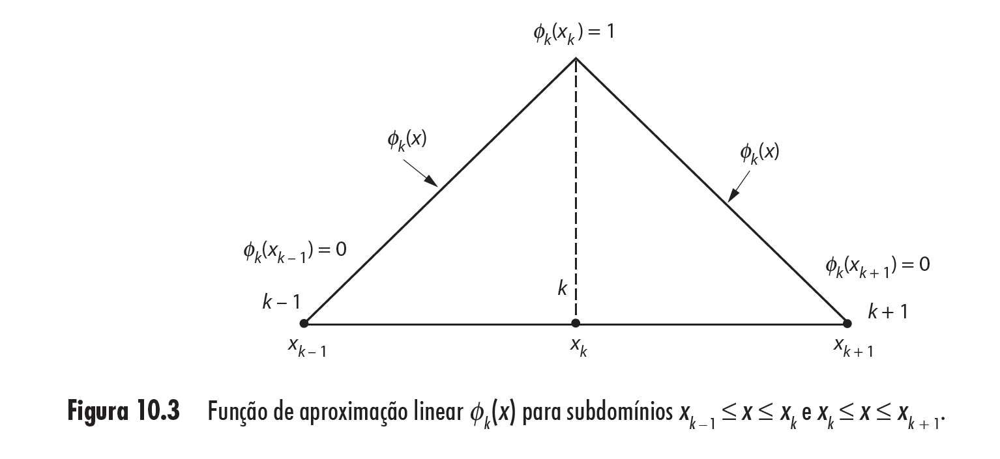 ϕₖ(xₖ) = 1
ϕₖ(x)
ϕₖ(x)
ϕₖ(xₖ₋₁) = 0
ϕₖ(xₖ₊₁) = 0
k
k – 1
k + 1
xₖ₋₁
xₖ
xₖ₊₁
Figura 10.3 Função de aproximação linear ϕₖ(x) para subdomínios xₖ₋₁ ≤ x ≤ xₖ e xₖ ≤ x ≤ xₖ₊₁.